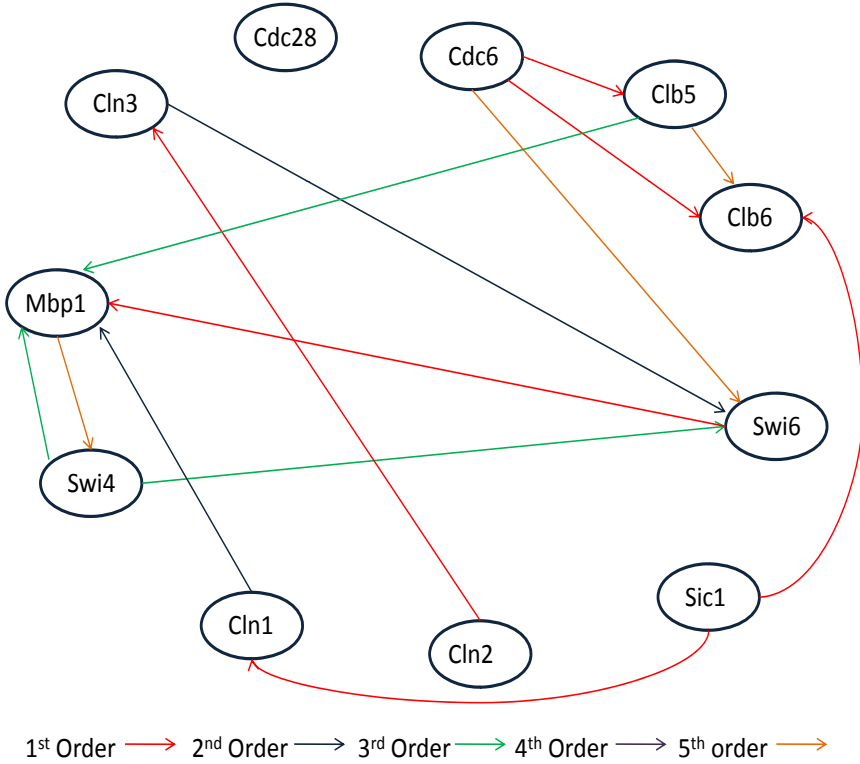 Cdc28
Cdc6
Clb5
Cln3
Clb6
Mbp1
Swi6
Swi4
Sic1
Cln1
Cln2
1st Order 2nd Order 3rd Order 4th Order 5th order